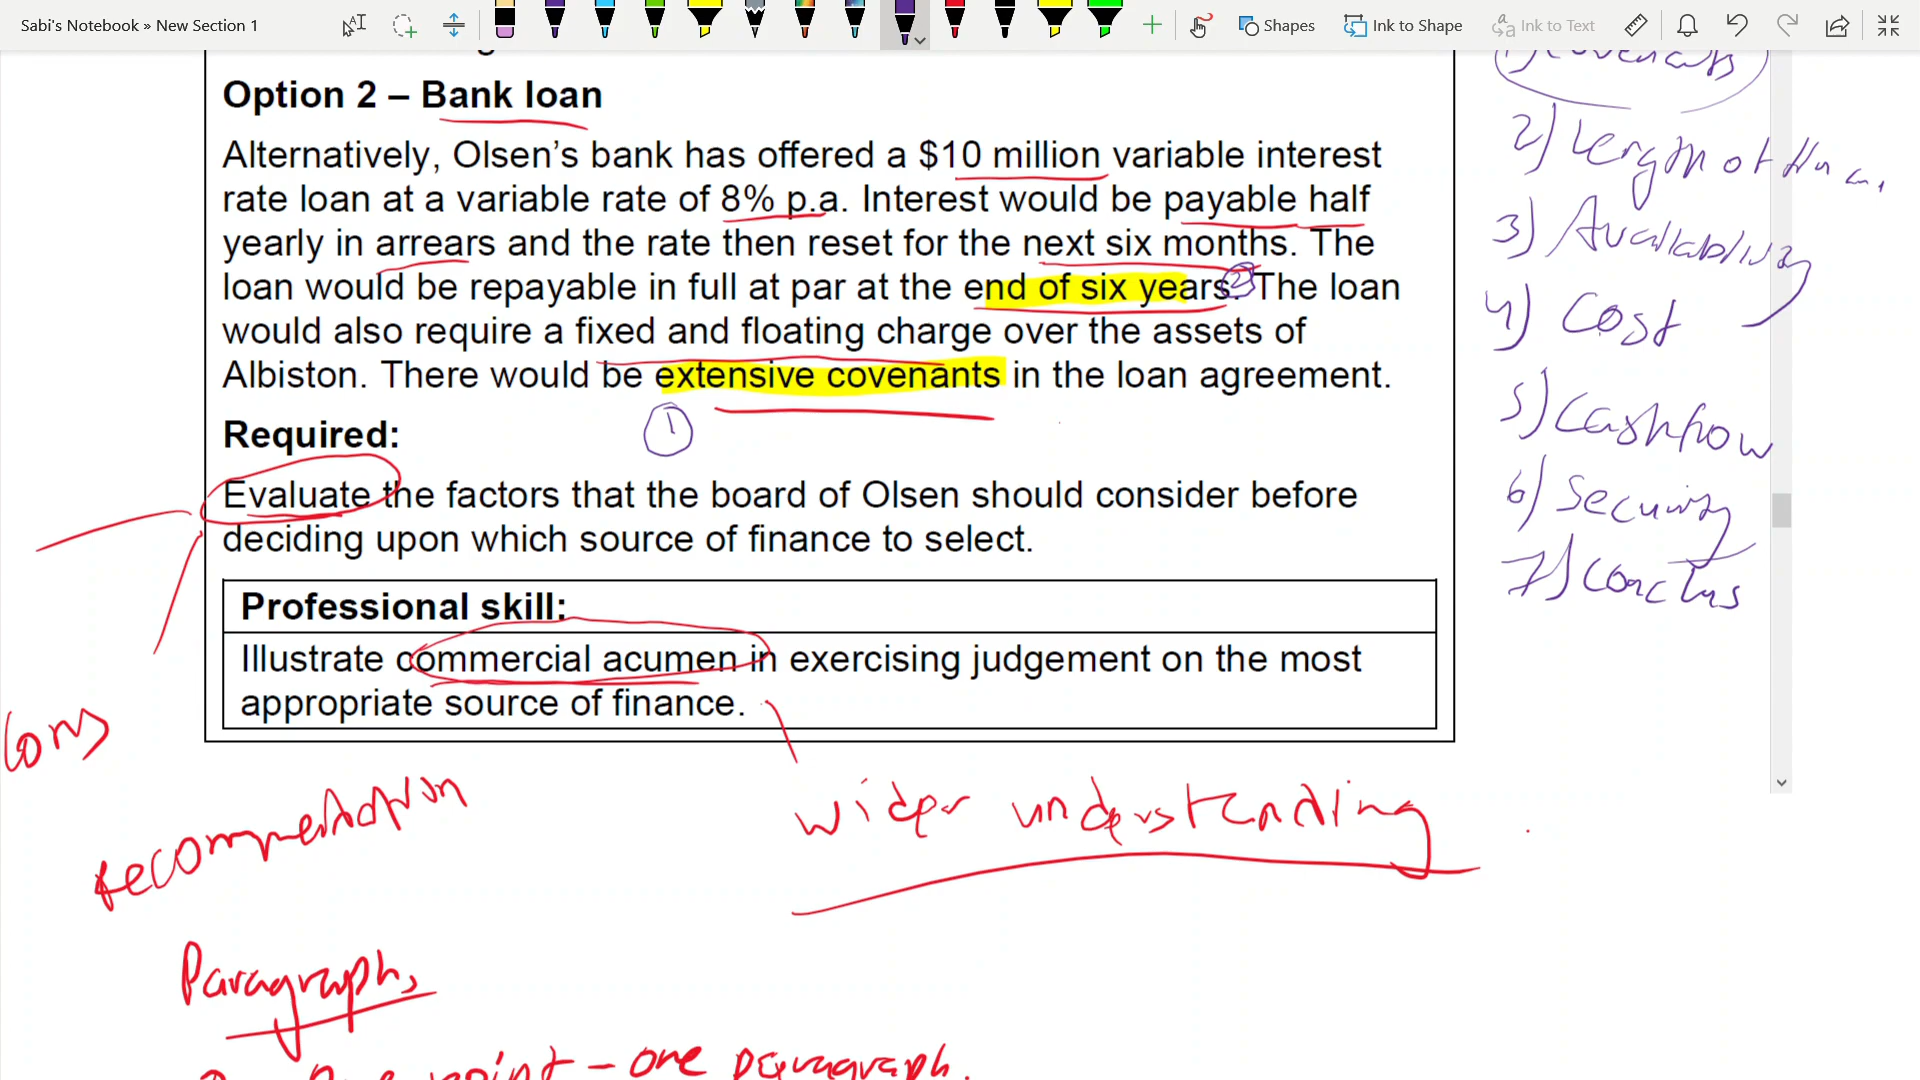 Sabi's Notebook » New Section 1
Shapes
Ink to Shape
Ink to Text
Option 2 – Bank loan
Alternatively, Olsen’s bank has offered a $10 million variable interest
rate loan at a variable rate of 8% p.a. Interest would be payable half
yearly in arrears and the rate then reset for the next six months. The
loan would be repayable in full at par at the end of six years. 2 The loan
would also require a fixed and floating charge over the assets of
Albiston. There would be extensive covenants in the loan agreement.
1
Required:
Evaluate the factors that the board of Olsen should consider before
deciding upon which source of finance to select.
Professional skill:
Illustrate commercial acumen in exercising judgement on the most
appropriate source of finance.
1) Covenants
2) Length of
3) Availability
4) Cost
5) Cashflow
6) Security
7)
Cons
recommendation
wider understanding
Paragraphs
point – one paragraph.